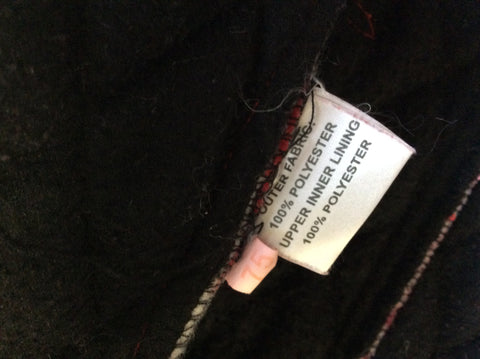 OUTER FABRIC:
100% POLYESTER
UPPER INNER LINING
100% POLYESTER